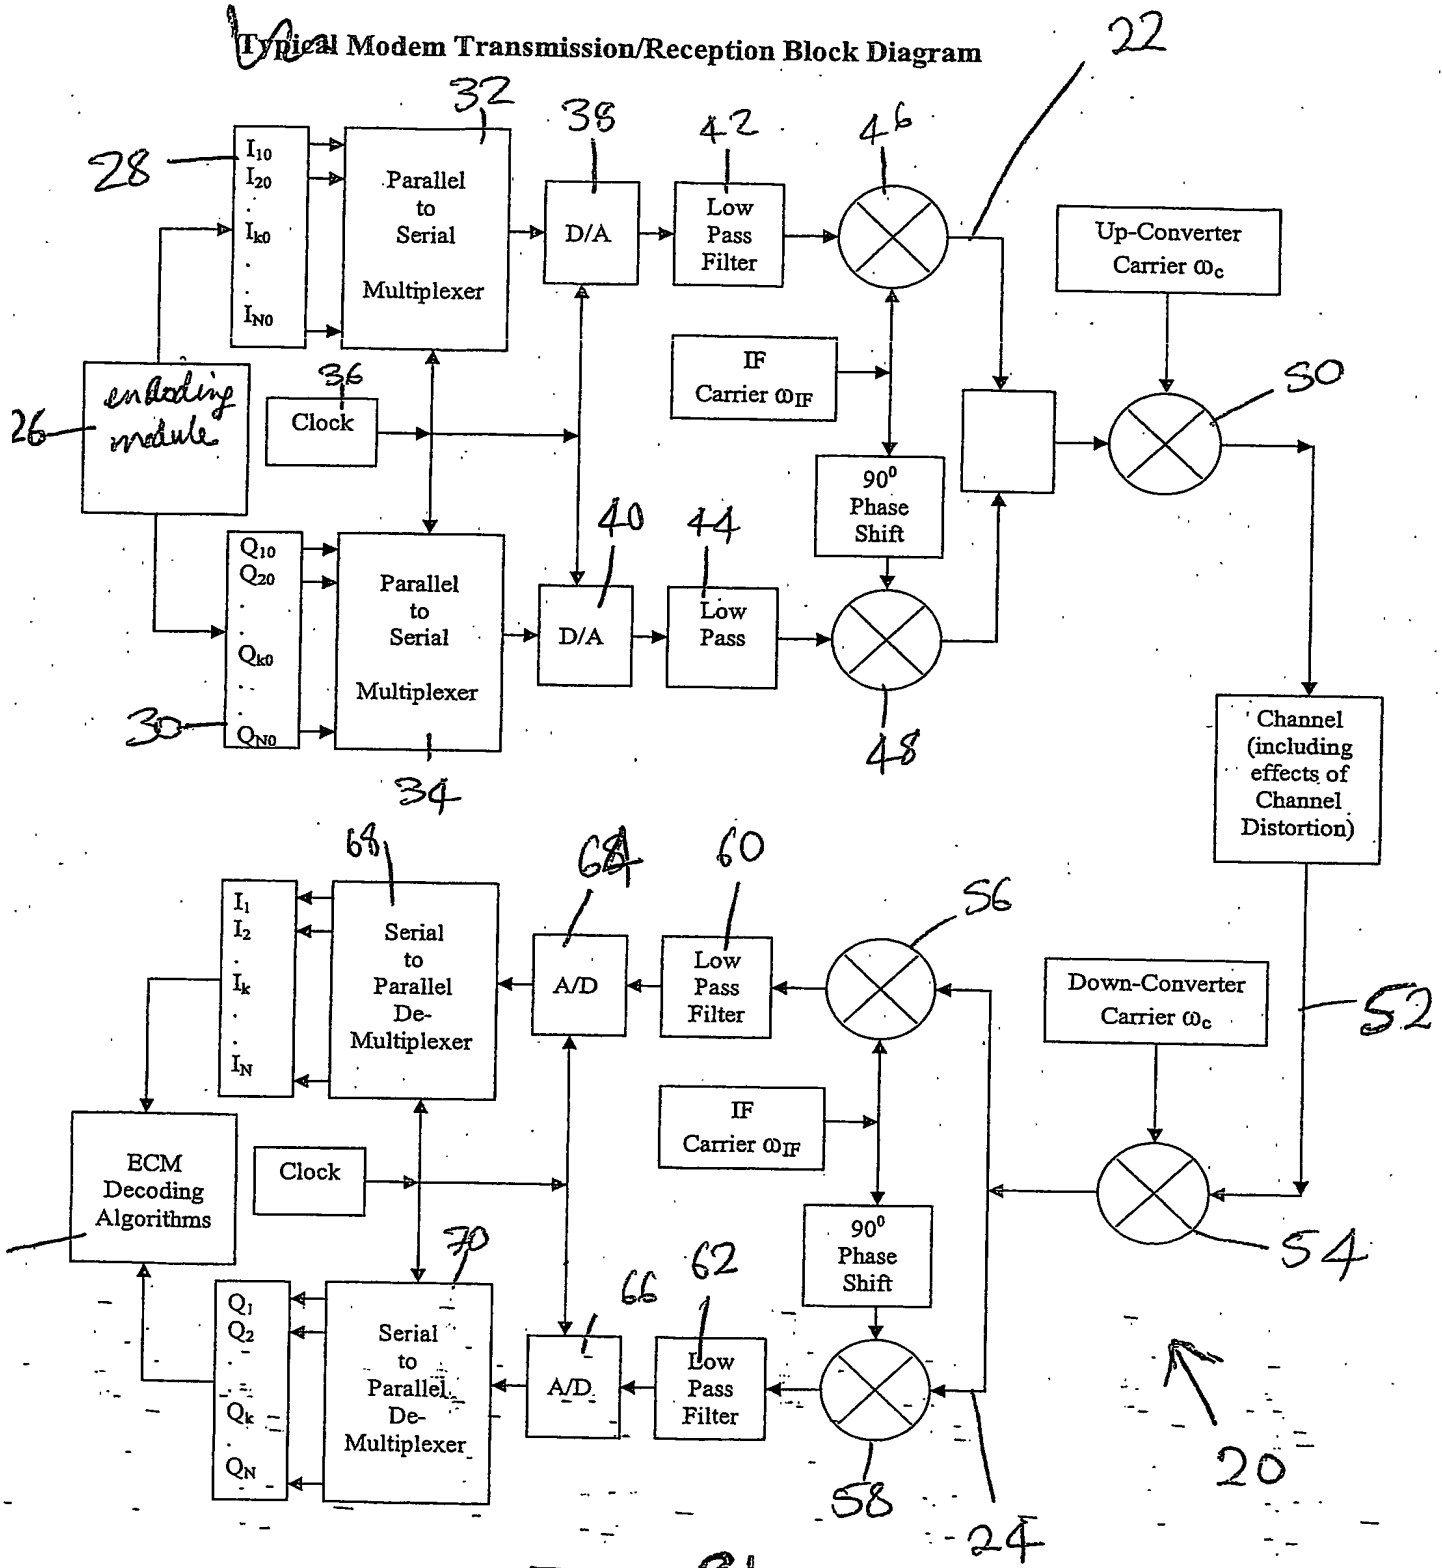 Typical Modem Transmission/Reception Block Diagram
22
32
38
42
46
28
I10
I20
.
Ik0
.
.
IN0
Parallel
to
Serial
Multiplexer
D/A
Low
Pass
Filter
Up-Converter
Carrier ωc
IF
Carrier ωIF
36
Clock
50
26
encoding
module
90⁰
Phase
Shift
40
44
Q10
Q20
.
.
Qk0
.
.
QN0
30
Parallel
to
Serial
Multiplexer
34
D/A
Low
Pass
48
Channel
(including
effects of
Channel
Distortion)
68
64
60
56
I1
I2
.
Ik
.
.
IN
Serial
to
Parallel
De-
Multiplexer
A/D
Low
Pass
Filter
Down-Converter
Carrier ωc
52
IF
Carrier ωIF
ECM
Decoding
Algorithms
Clock
54
90⁰
Phase
Shift
70
66
62
Q1
Q2
.
Qk
.
QN
Serial
to
Parallel
De-
Multiplexer
A/D
Low
Pass
Filter
58
24
20